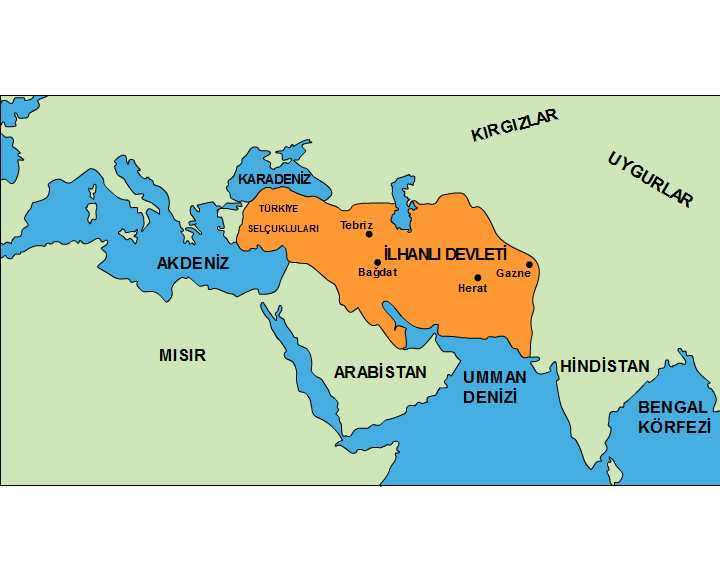 KIRGIZLAR
UYGURLAR
KARADENİZ
TÜRKİYE
SELÇUKLULARI
Tebriz
AKDENİZ
İLHANLI DEVLETİ
Bağdat
Gazne
Herat
MISIR
ARABİSTAN
UMMAN
DENİZİ
HİNDİSTAN
BENGAL
KÖRFEZİ